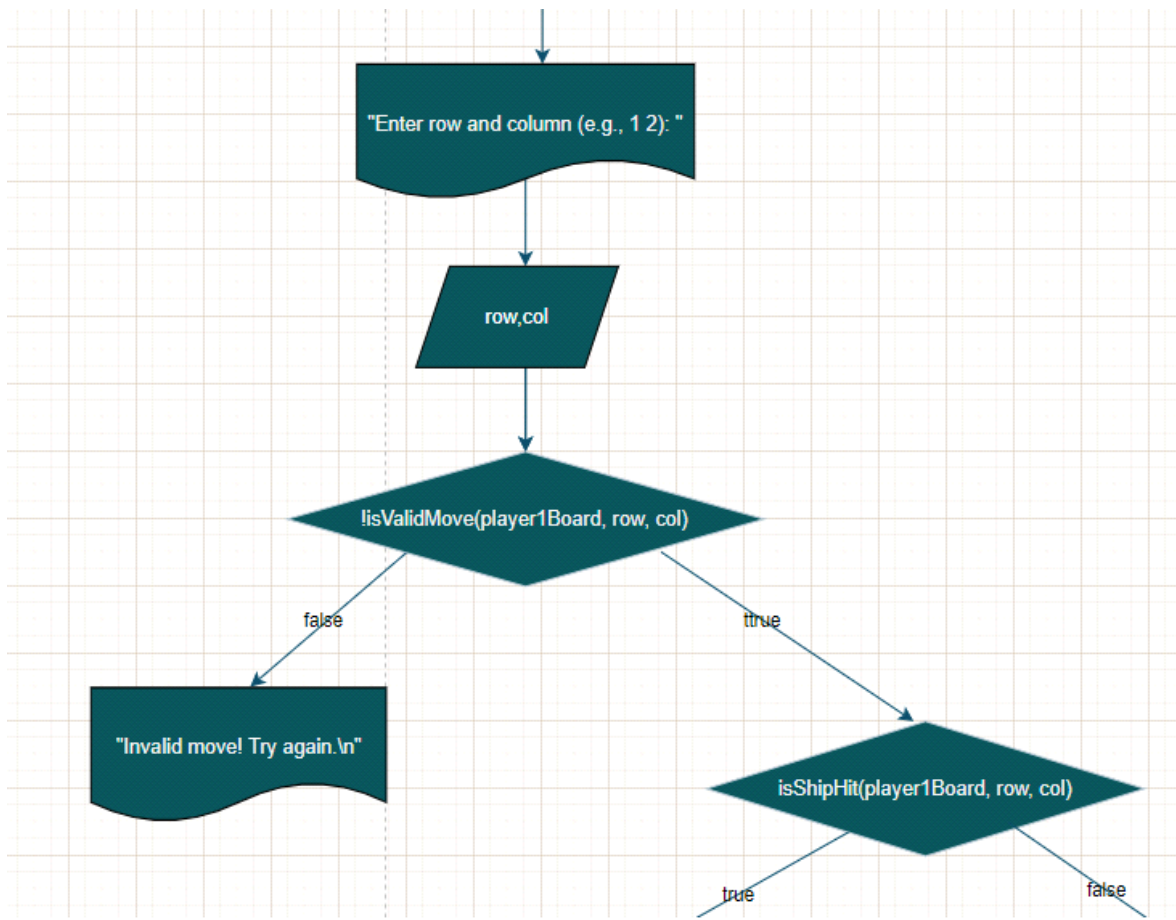 "Enter row and column (e.g., 1 2): "
row,col
!isValidMove(player1Board, row, col)
false
ttrue
"Invalid move! Try again.\n"
isShipHit(player1Board, row, col)
true
false